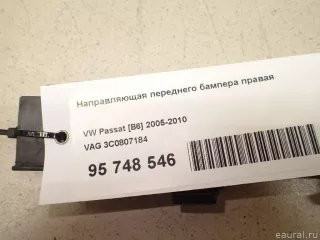 Направляющая переднего бампера правая
VW Passat [B6] 2005-2010
VAG 3C0807184
95 748 546
eaural.ru